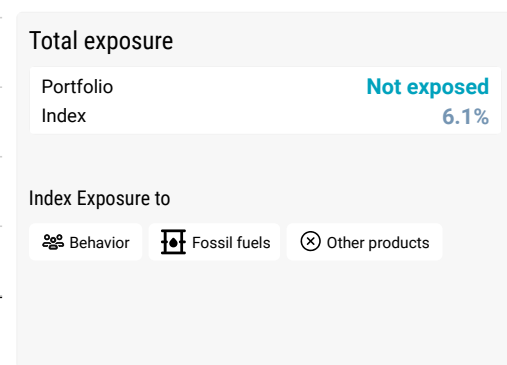 Total exposure
Portfolio Not exposed
Index 6.1%
Index Exposure to
Behavior Fossil fuels Other products